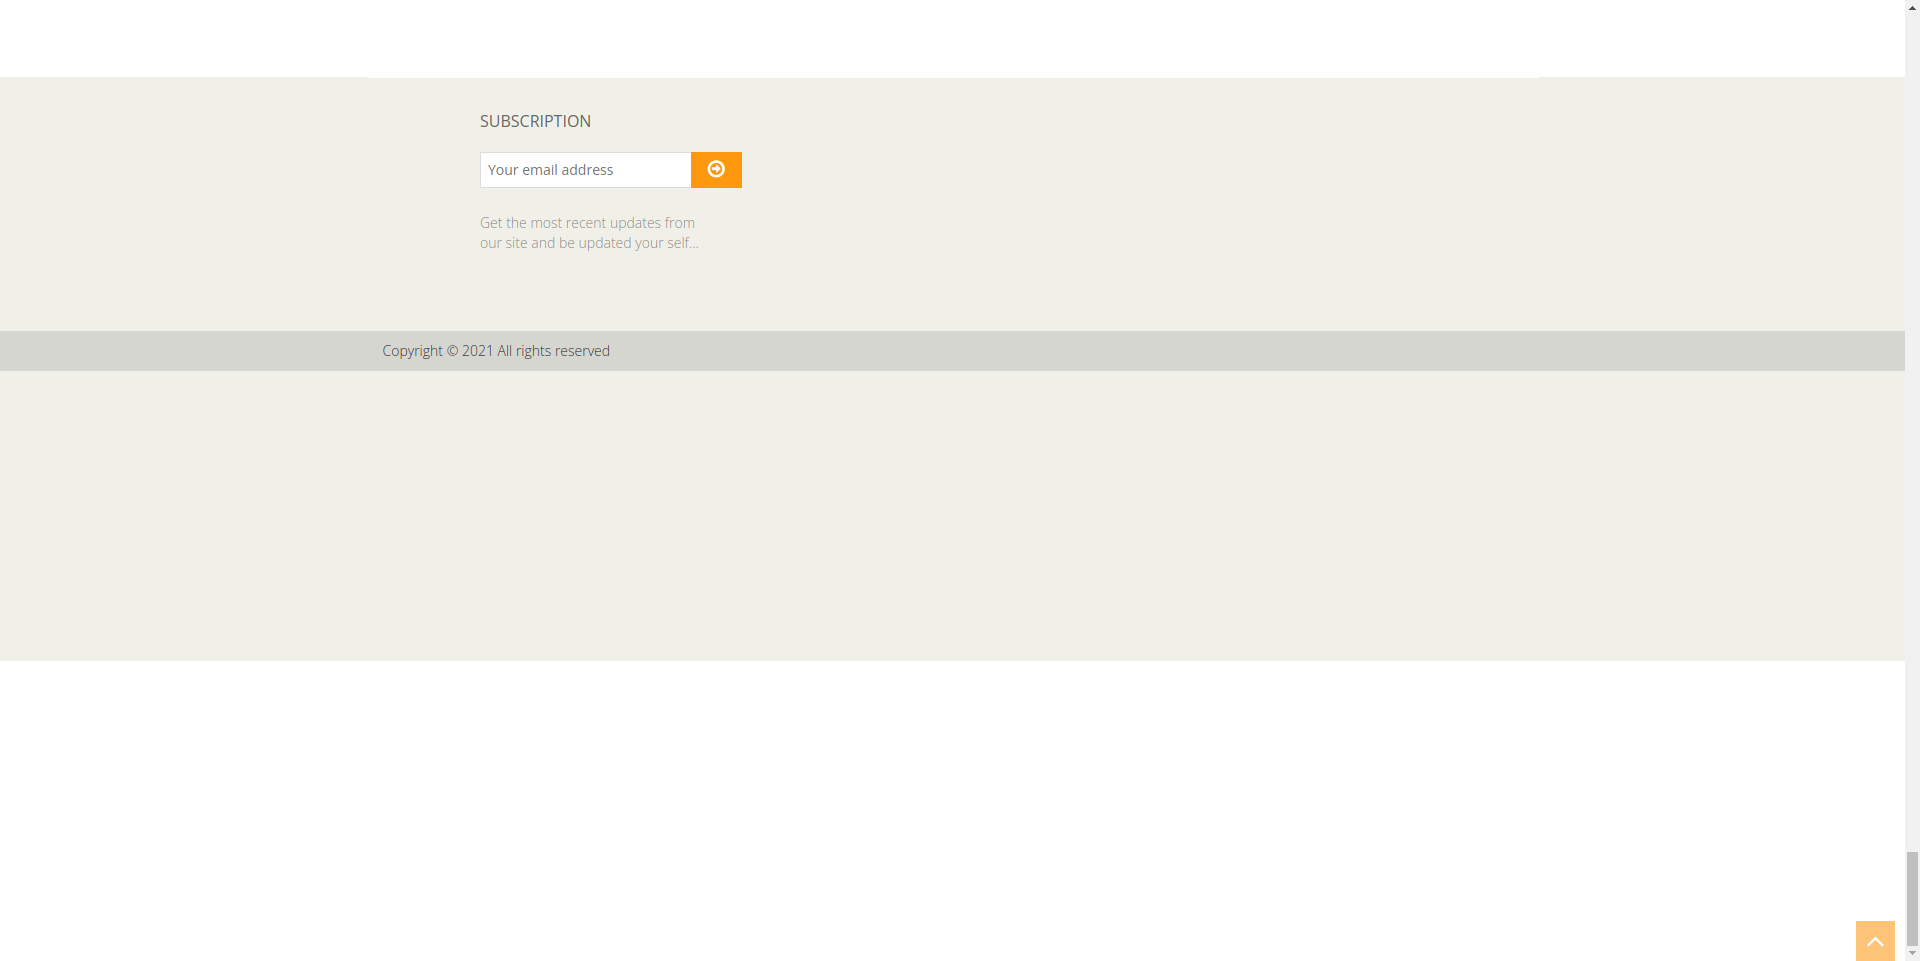 SUBSCRIPTION
Your email address
Get the most recent updates from
our site and be updated your self...
Copyright © 2021 All rights reserved